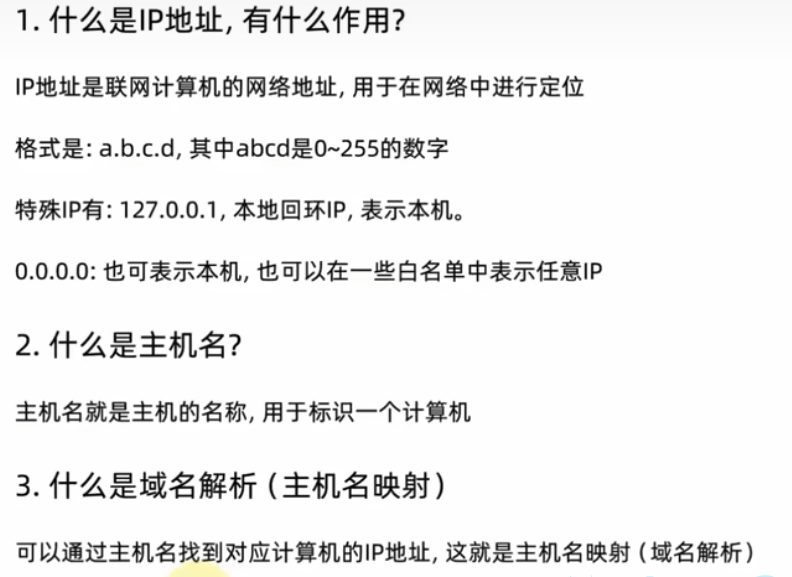 1. 什么是IP地址, 有什么作用?
IP地址是联网计算机的网络地址, 用于在网络中进行定位
格式是: a.b.c.d, 其中abcd是0~255的数字
特殊IP有: 127.0.0.1, 本地回环IP, 表示本机。
0.0.0.0: 也可表示本机, 也可以在一些白名单中表示任意IP
2. 什么是主机名?
主机名就是主机的名称, 用于标识一个计算机
3. 什么是域名解析 ( 主机名映射 )
可以通过主机名找到对应计算机的IP地址, 这就是主机名映射 ( 域名解析 )